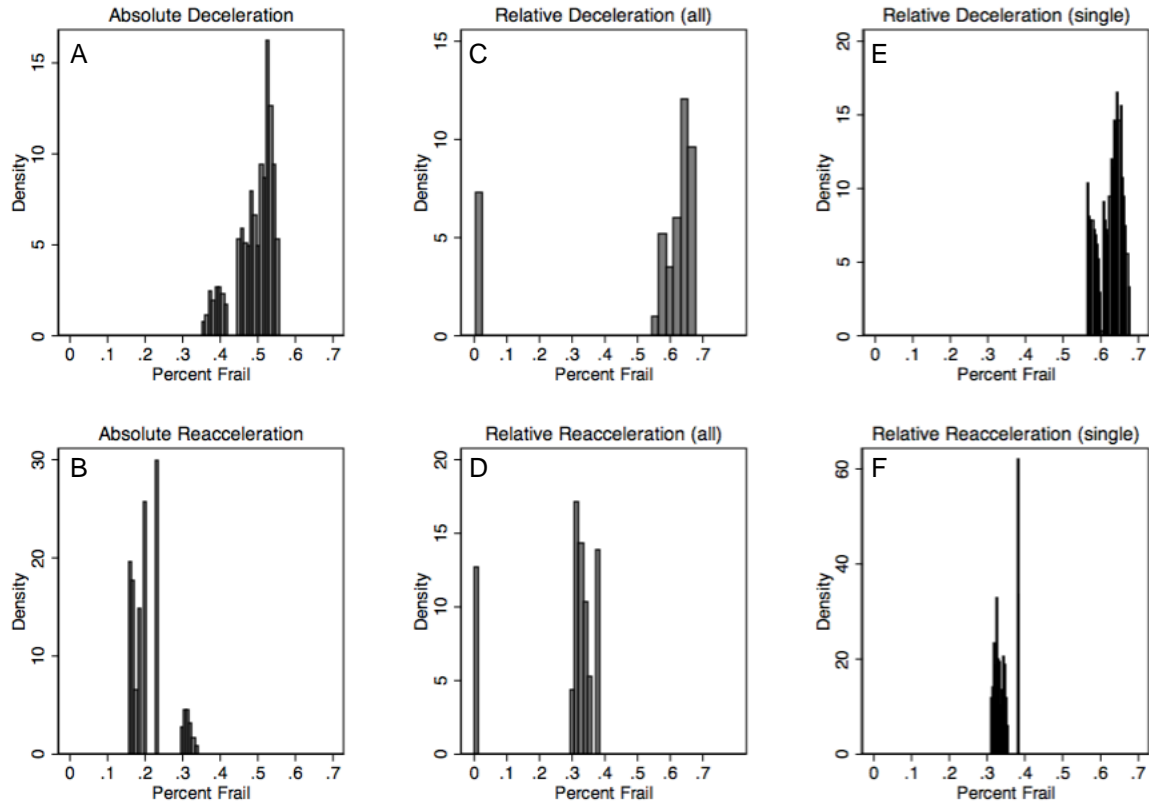 Absolute Deceleration
A
Density
0 5 10 15
0 .1 .2 .3 .4 .5 .6 .7
Percent Frail
Relative Deceleration (all)
C
Density
0 5 10 15
0 .1 .2 .3 .4 .5 .6 .7
Percent Frail
Relative Deceleration (single)
E
Density
0 5 10 15 20
0 .1 .2 .3 .4 .5 .6 .7
Percent Frail
Absolute Reacceleration
B
Density
0 10 20 30
0 .1 .2 .3 .4 .5 .6 .7
Percent Frail
Relative Reacceleration (all)
D
Density
0 5 10 15 20
0 .1 .2 .3 .4 .5 .6 .7
Percent Frail
Relative Reacceleration (single)
F
Density
0 20 40 60
0 .1 .2 .3 .4 .5 .6 .7
Percent Frail